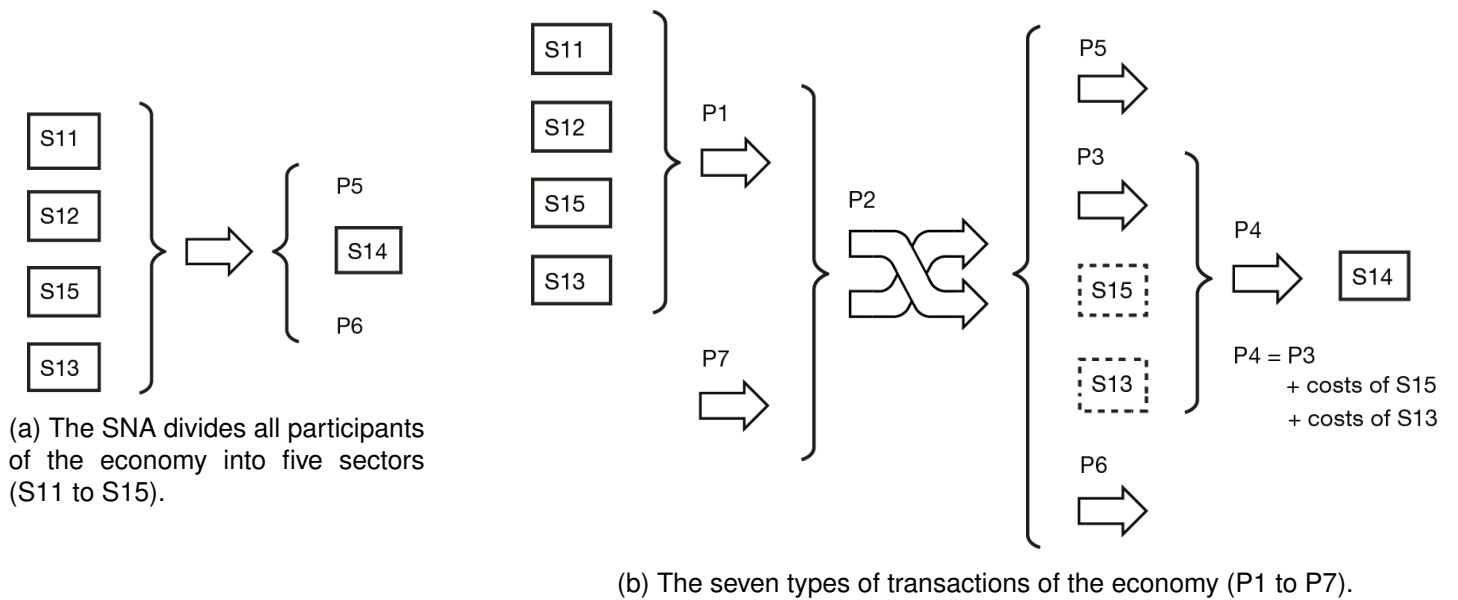 S11
S12
S15
S13
P5
S14
P6
(a) The SNA divides all participants
of the economy into five sectors
(S11 to S15).
S11
S12
S15
S13
P1
P7
P2
P5
P3
S15
S13
P6
P4
S14
P4 = P3
+ costs of S15
+ costs of S13
(b) The seven types of transactions of the economy (P1 to P7).